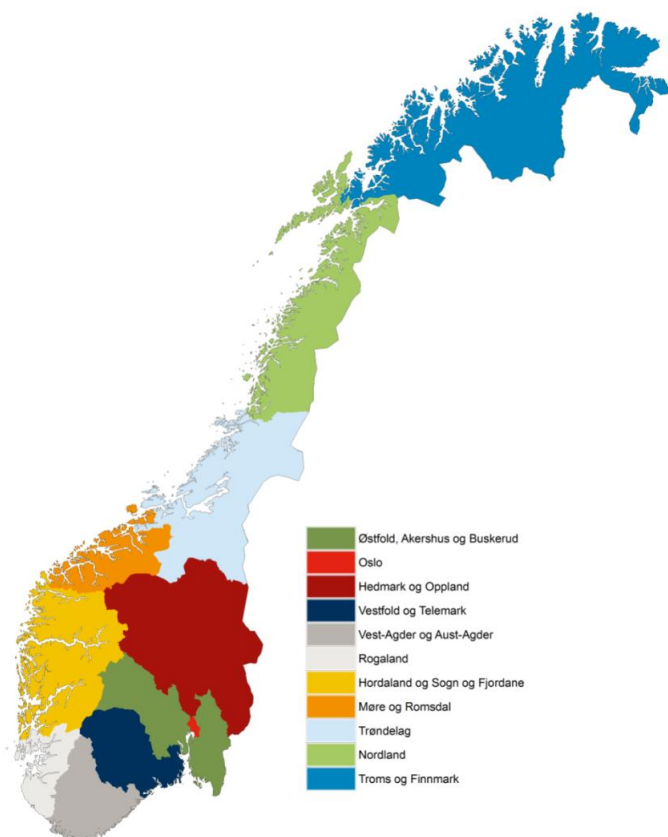 Østfold, Akershus og Buskerud
Oslo
Hedmark og Oppland
Vestfold og Telemark
Vest-Agder og Aust-Agder
Rogaland
Hordaland og Sogn og Fjordane
Møre og Romsdal
Trøndelag
Nordland
Troms og Finnmark